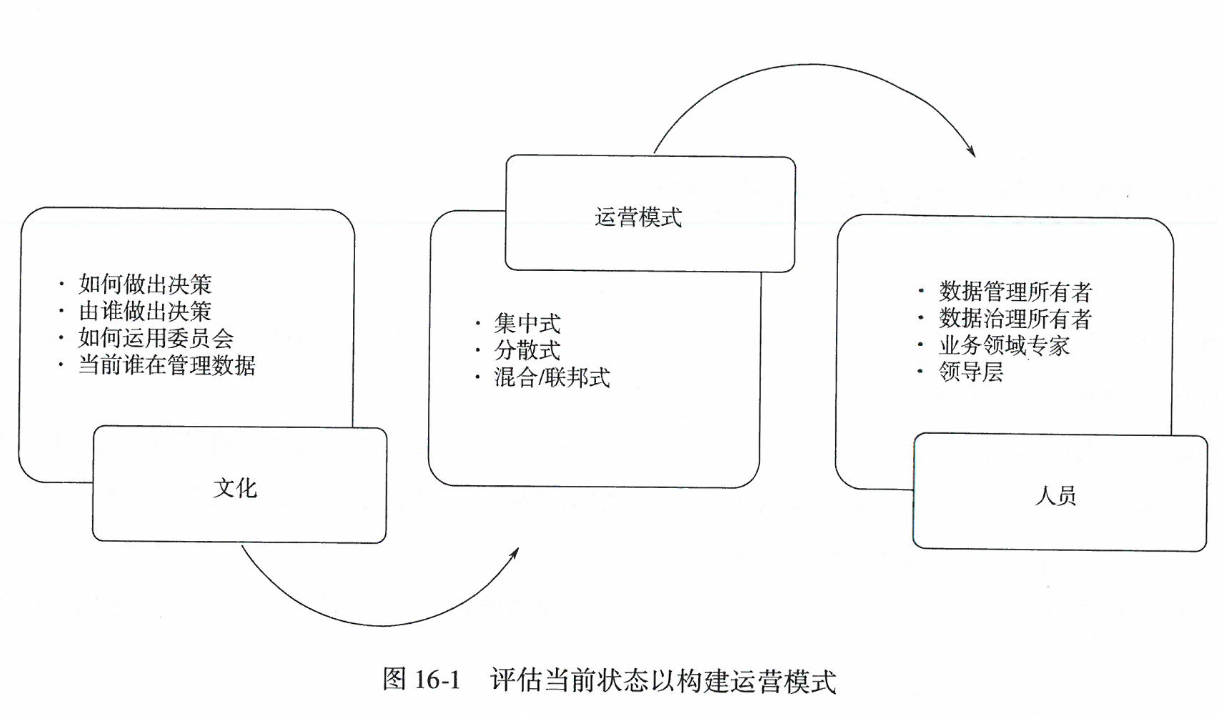 · 如何做出决策
· 由谁做出决策
· 如何运用委员会
· 当前谁在管理数据
文化
运营模式
· 集中式
· 分散式
· 混合/联邦式
· 数据管理所有者
· 数据治理所有者
· 业务领域专家
· 领导层
人员
图 16-1 评估当前状态以构建运营模式